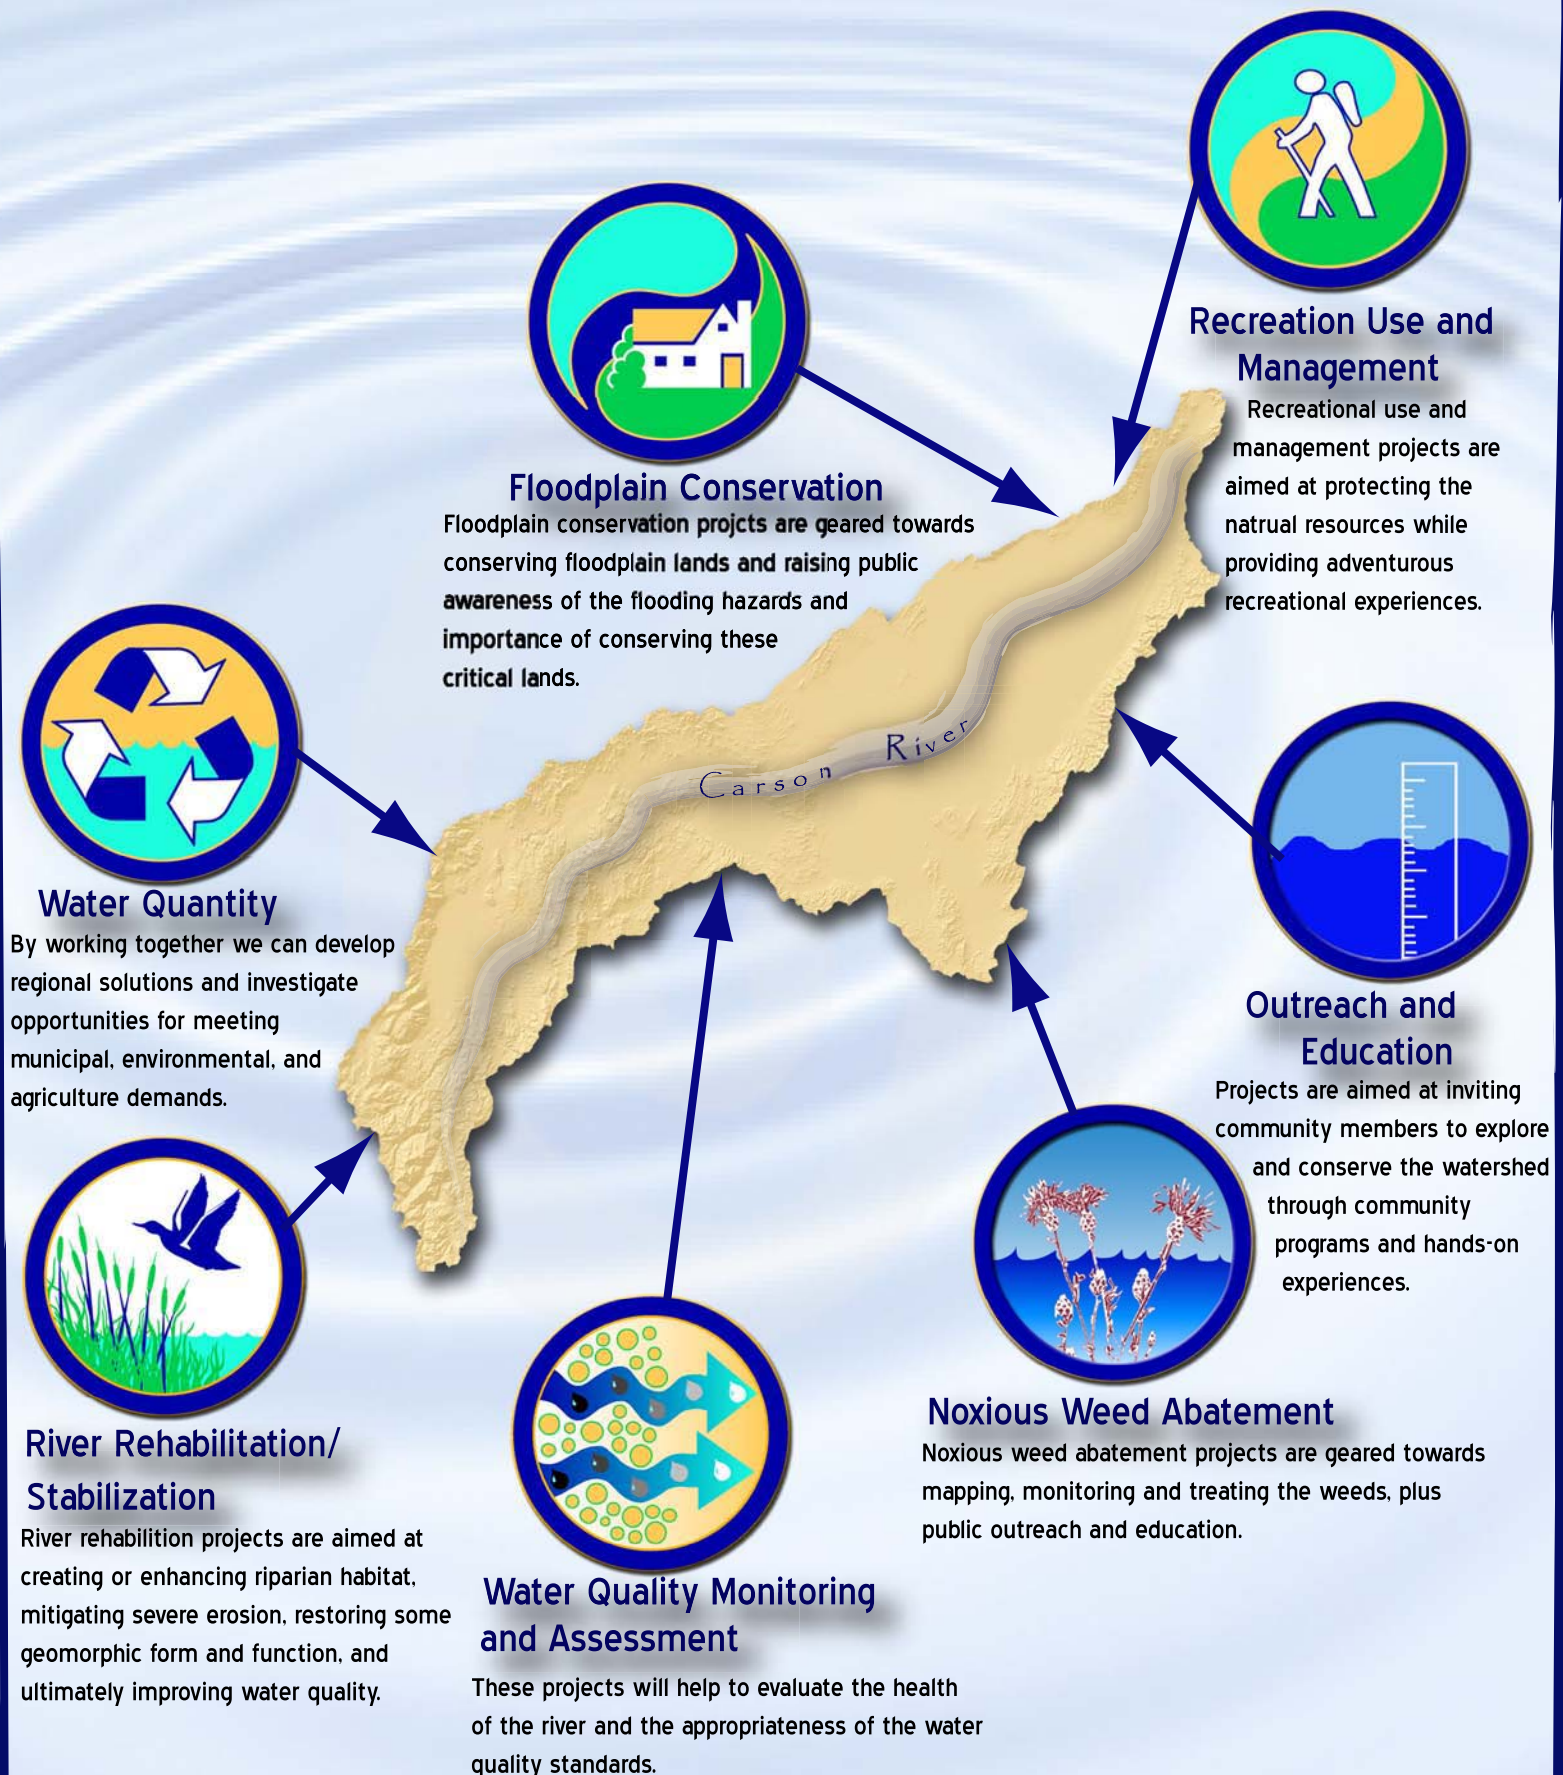 Recreation Use and
Management
Recreational use and
management projects are
aimed at protecting the
natrual resources while
providing adventurous
recreational experiences.
Floodplain Conservation
Floodplain conservation projcts are geared towards
conserving floodplain lands and raising public
awareness of the flooding hazards and
importance of conserving these
critical lands.
Carson River
Water Quantity
By working together we can develop
regional solutions and investigate
opportunities for meeting
municipal, environmental, and
agriculture demands.
Outreach and
Education
Projects are aimed at inviting
community members to explore
and conserve the watershed
through community
programs and hands-on
experiences.
River Rehabilitation/
Stabilization
River rehabilition projects are aimed at
creating or enhancing riparian habitat,
mitigating severe erosion, restoring some
geomorphic form and function, and
ultimately improving water quality.
Noxious Weed Abatement
Noxious weed abatement projects are geared towards
mapping, monitoring and treating the weeds, plus
public outreach and education.
Water Quality Monitoring
and Assessment
These projects will help to evaluate the health
of the river and the appropriateness of the water
quality standards.